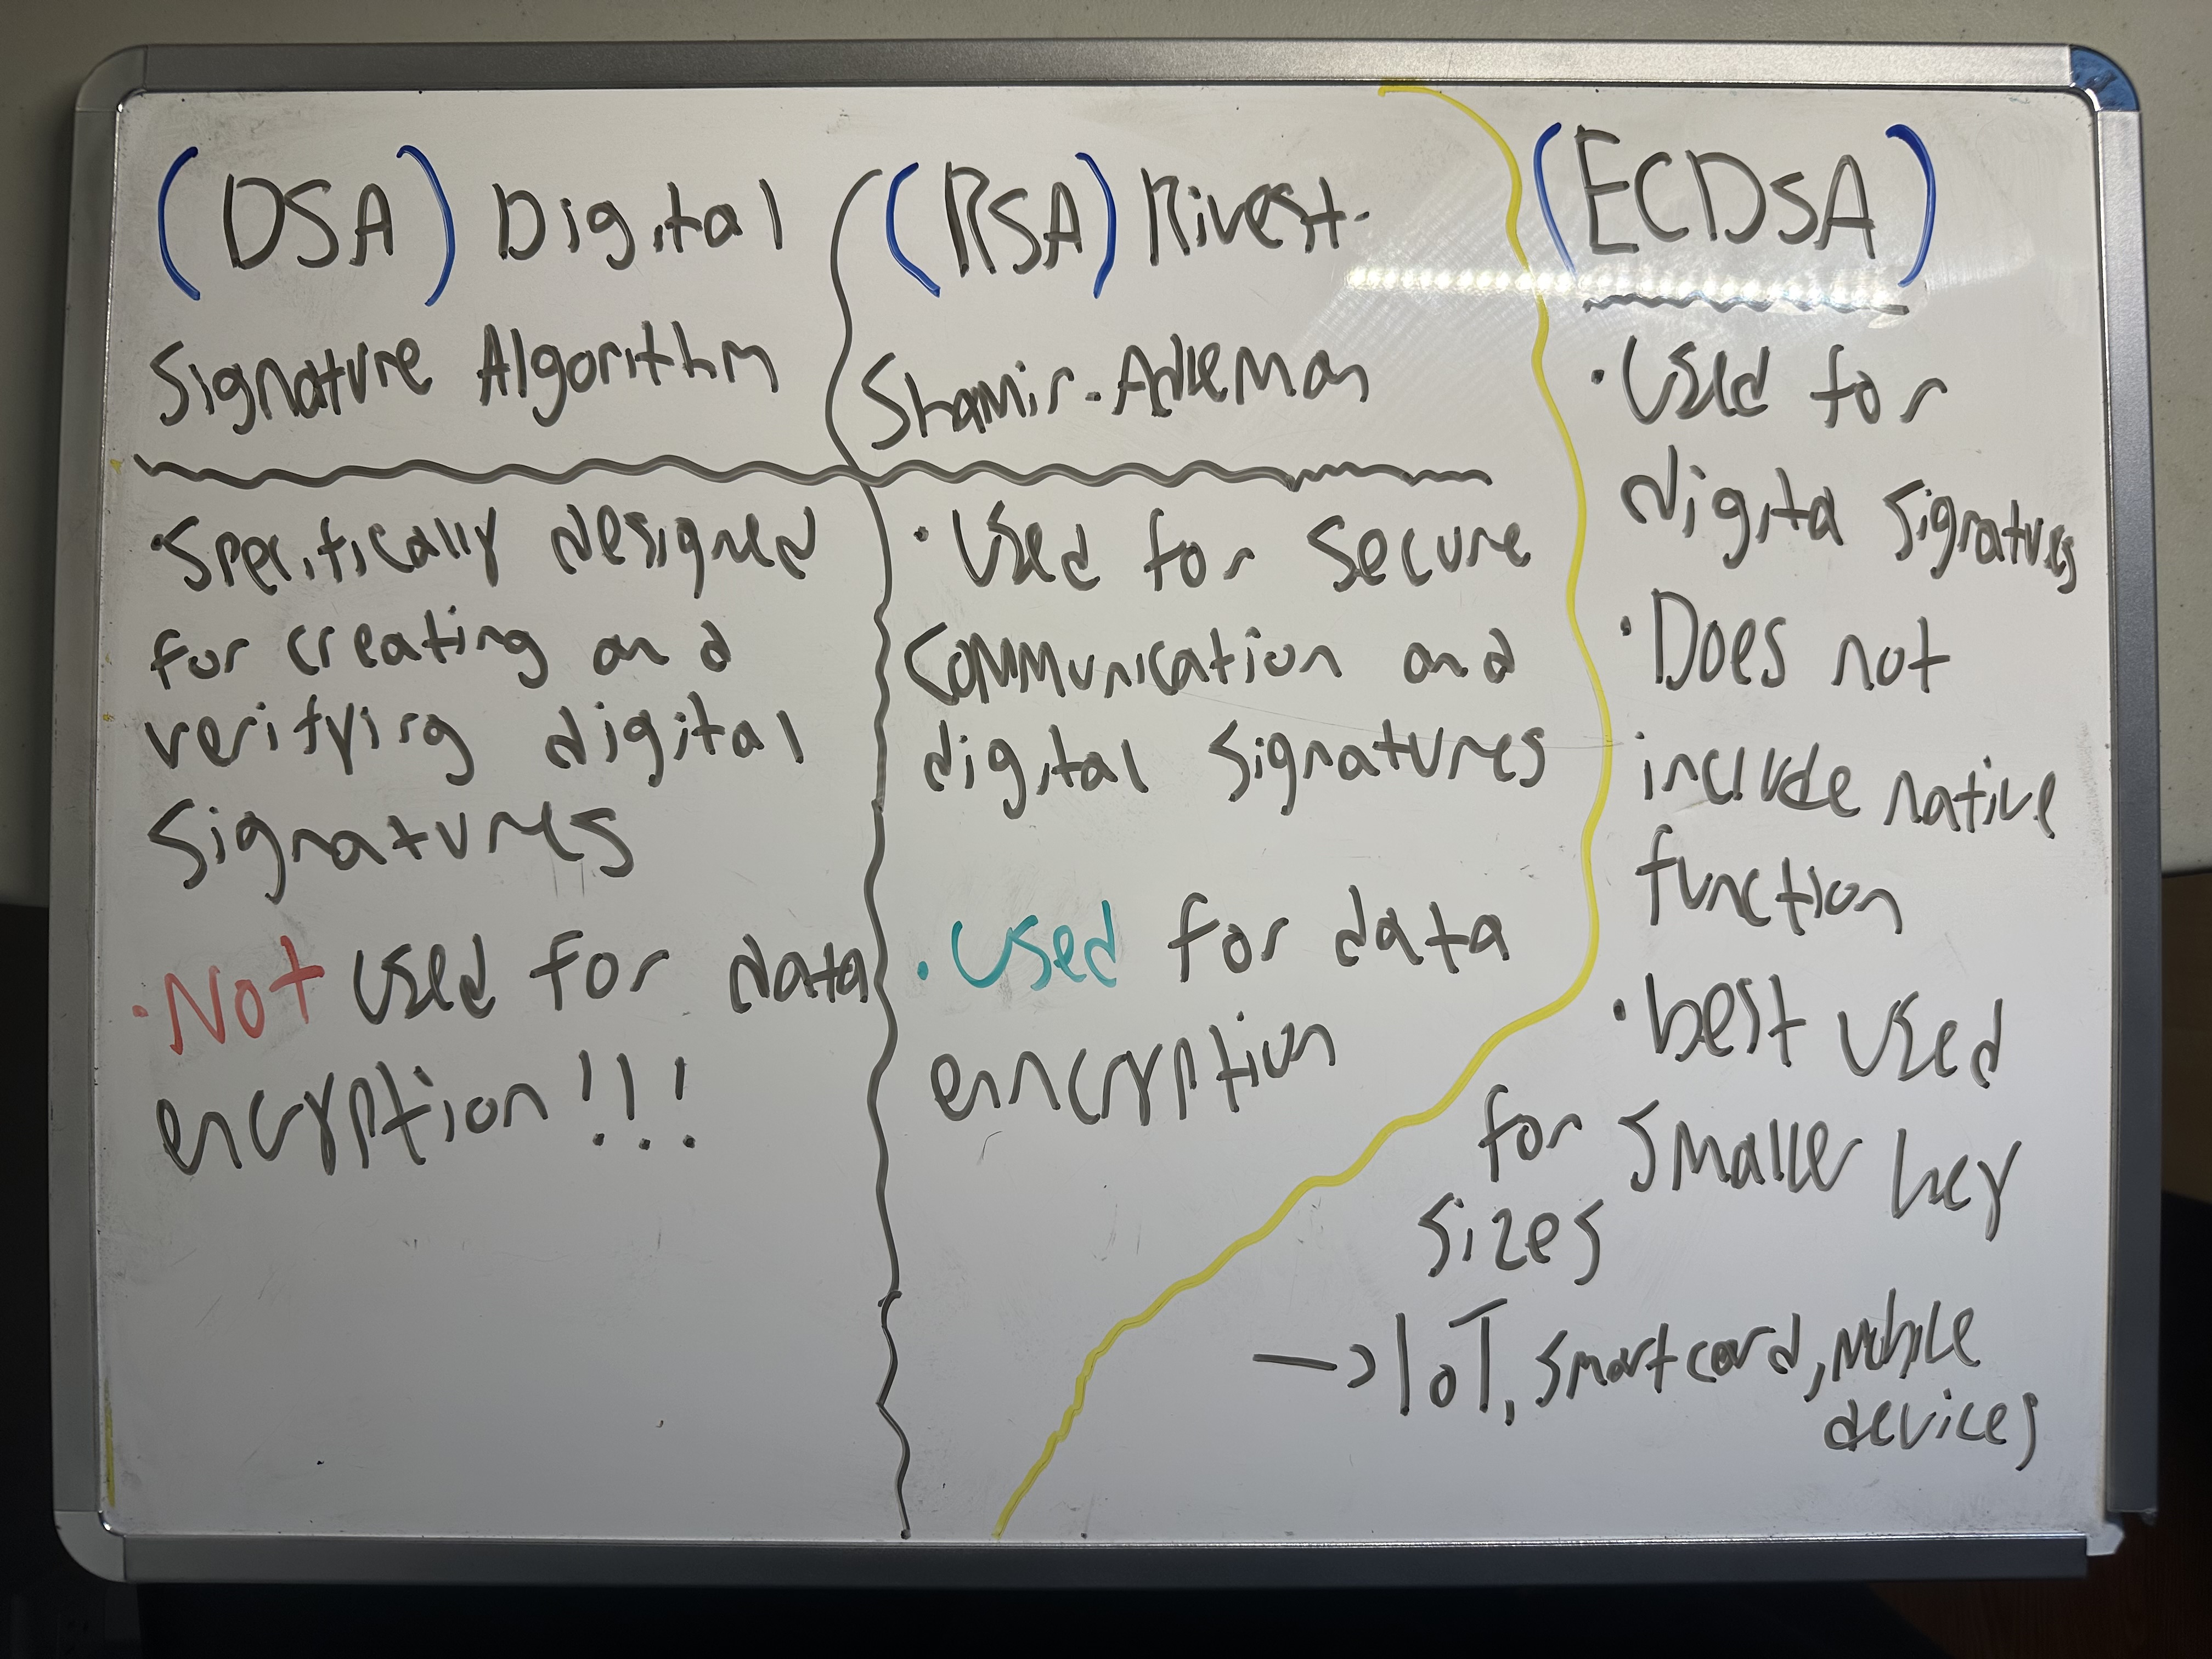 (DSA) Digital
Signature Algorithm
• Specifically designed
for creating and
verifying digital
signatures
• Not used for data
encryption!!!
(RSA) Rivest-
Shamir-Adleman
• Used for secure
communication and
digital signatures
• Used for data
enncryption
(ECDSA)
• Used for
digita signatures
• Does not
include native
function
• best used
for smaller key
sizes
→ IoT, smartcard, mobile
devices